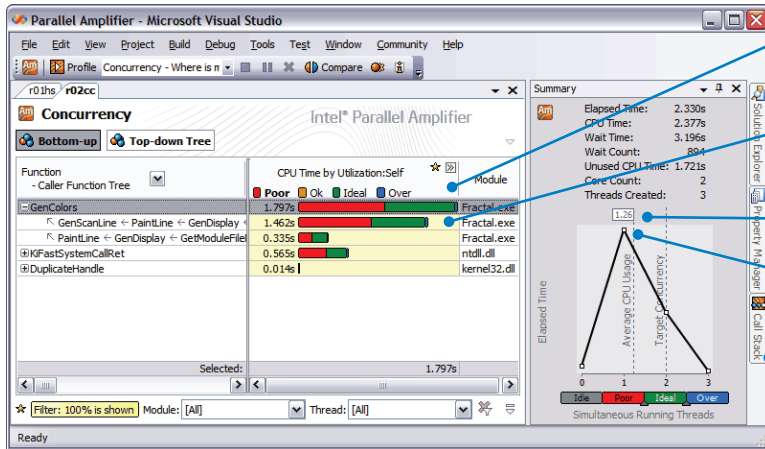 Parallel Amplifier - Microsoft Visual Studio
File Edit View Project Build Debug Tools Test Window Community Help
Profile Concurrency - Where is m Compare
r01hs r02cc
Concurrency Intel® Parallel Amplifier
Bottom-up Top-down Tree
Function
- Caller Function Tree
CPU Time by Utilization:Self
Poor Ok Ideal Over
Module
GenColors 1.797s Fractal.exe
GenScanLine ← PaintLine ← GenDisplay ← 1.462s Fractal.exe
PaintLine ← GenDisplay ← GetModuleFileN 0.335s Fractal.exe
KiFastSystemCallRet 0.565s ntdll.dll
DuplicateHandle 0.014s kernel32.dll
Selected: 1.797s
Filter: 100% is shown Module: [All] Thread: [All]
Ready
Summary
Elapsed Time: 2.330s
CPU Time: 2.377s
Wait Time: 3.196s
Wait Count: 894
Unused CPU Time: 1.721s
Core Count: 2
Threads Created: 3
1.26
Elapsed Time
Average CPU Usage
Target Concurrency
0 1 2 3
Idle Poor Ideal Over
Simultaneous Running Threads
Solution Explorer
Property Manager
Call Stack